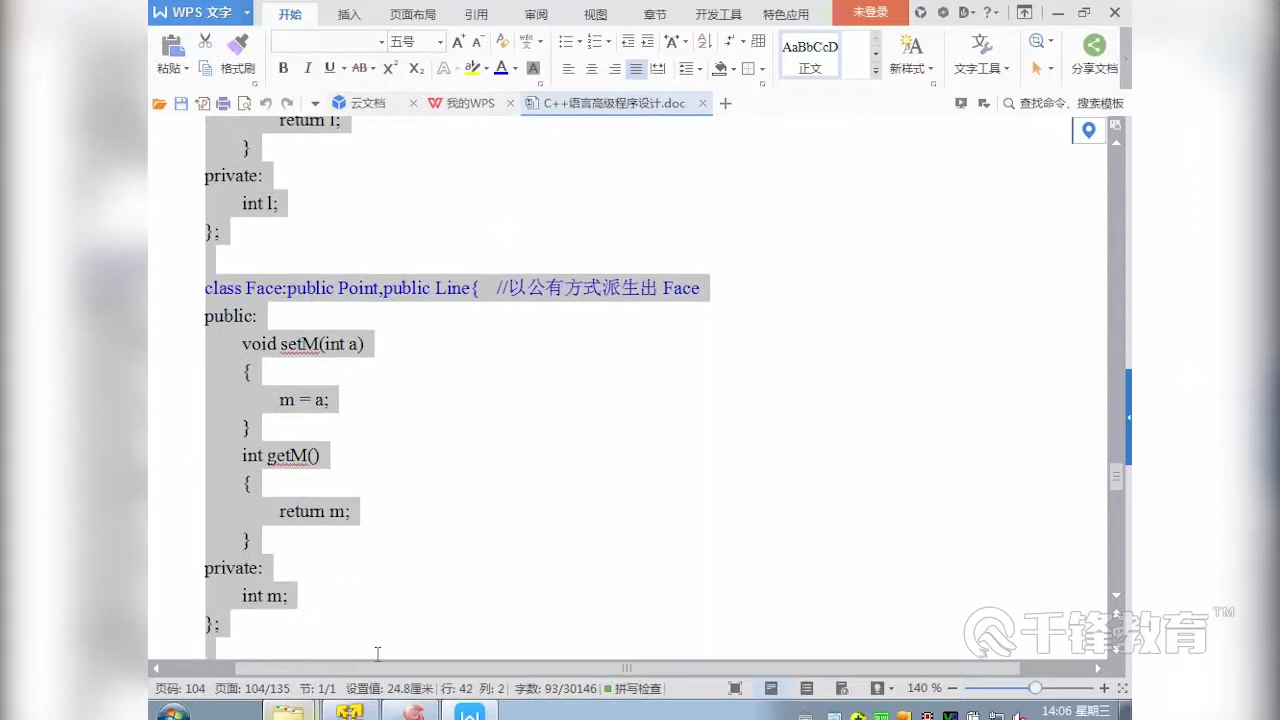 WPS 文字
开始
插入
页面布局
引用
审阅
视图
章节
开发工具
特色应用
未登录
粘贴
格式刷
五号
B I U AB X² X₂ A
AaBbCcD
正文
新样式
文字工具
分享文档
云文档
我的WPS
C++语言高级程序设计.doc
查找命令、搜索模板
return l;
}
private:
int l;
};
class Face:public Point,public Line{ //以公有方式派生出 Face
public:
void setM(int a)
{
m = a;
}
int getM()
{
return m;
}
private:
int m;
};
千锋教育™
页码: 104 页面: 104/135 节: 1/1 设置值: 24.8厘米 行: 42 列: 2 字数: 93/30146 拼写检查
140 %
14:06 星期三